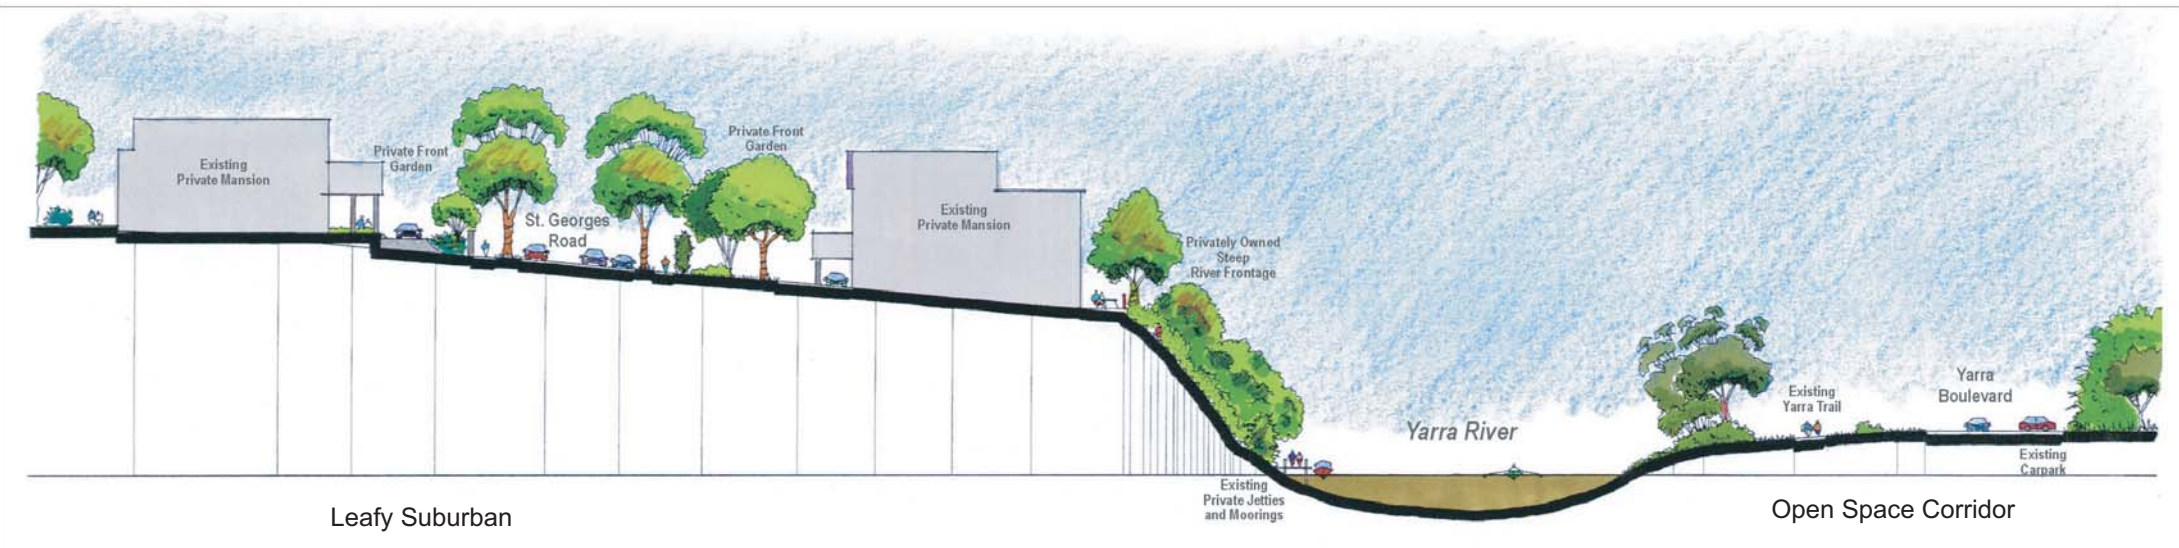 Existing
Private Mansion
Private Front
Garden
St. Georges
Road
Private Front
Garden
Existing
Private Mansion
Privately Owned
Steep
River Frontage
Existing
Private Jetties
and Moorings
Yarra River
Existing
Yarra Trail
Yarra
Boulevard
Existing
Carpark
Leafy Suburban
Open Space Corridor